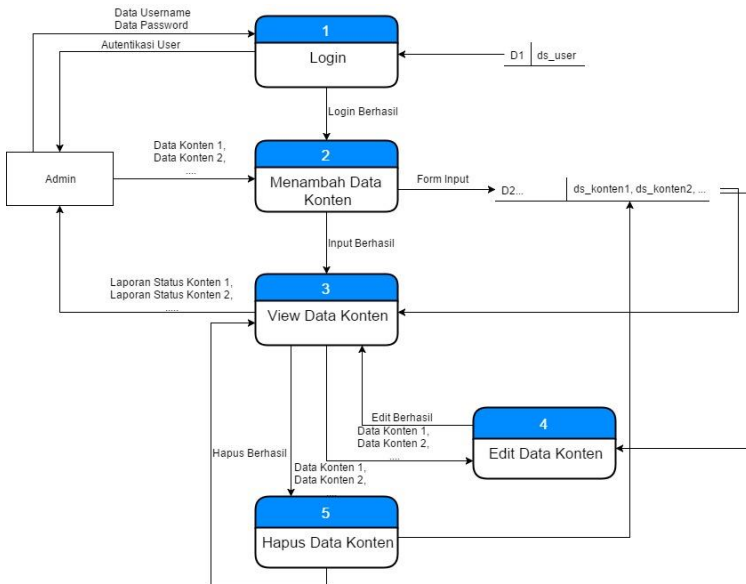 Data Username
Data Password
1
Autentikasi User
Login
D1
ds_user
Login Berhasil
Data Konten 1,
Data Konten 2,
....
2
Admin
Menambah Data
Konten
Form Input
D2...
ds_konten1, ds_konten2, ...
Input Berhasil
Laporan Status Konten 1,
Laporan Status Konten 2,
.....
3
View Data Konten
Edit Berhasil
Data Konten 1,
Data Konten 2,
....
4
Edit Data Konten
Hapus Berhasil
Data Konten 1,
Data Konten 2,
....
5
Hapus Data Konten